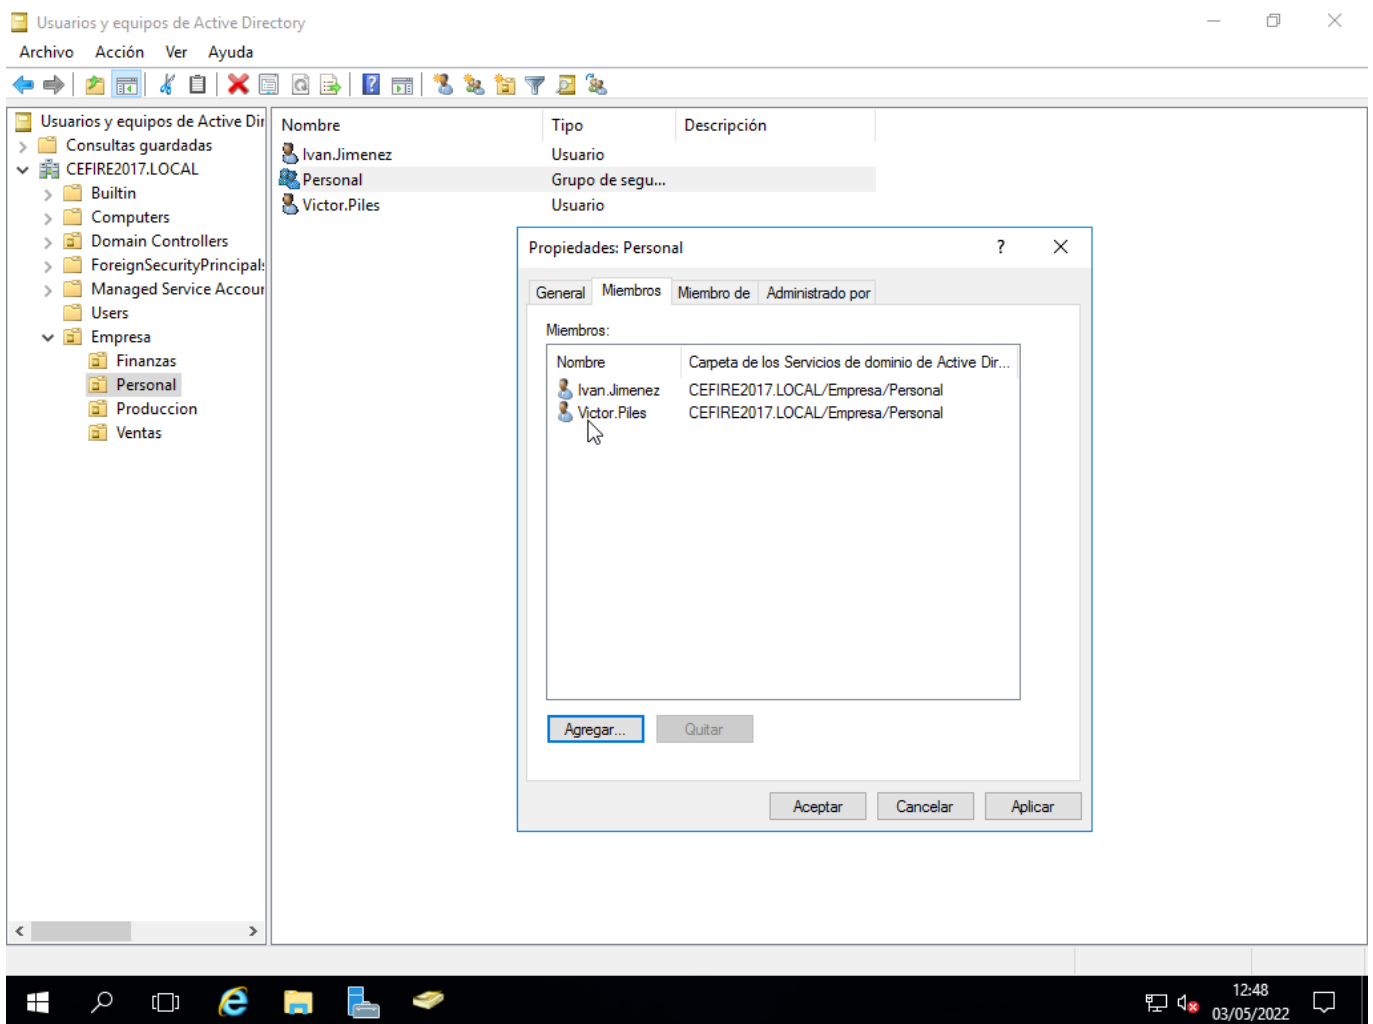 Usuarios y equipos de Active Directory
Archivo Acción Ver Ayuda
Usuarios y equipos de Active Dir
Consultas guardadas
CEFIRE2017.LOCAL
Builtin
Computers
Domain Controllers
ForeignSecurityPrincipal
Managed Service Accour
Users
Empresa
Finanzas
Personal
Produccion
Ventas
Nombre Tipo Descripción
Ivan.Jimenez Usuario
Personal Grupo de segu...
Victor.Piles Usuario
Propiedades: Personal
General Miembros Miembro de Administrado por
Miembros:
Nombre Carpeta de los Servicios de dominio de Active Dir...
Ivan.Jimenez CEFIRE2017.LOCAL/Empresa/Personal
Victor.Piles CEFIRE2017.LOCAL/Empresa/Personal
Agregar... Quitar
Aceptar Cancelar Aplicar
12:48
03/05/2022